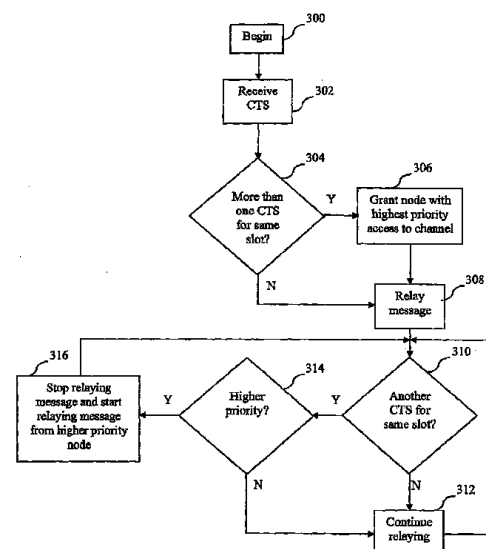 300
Begin
302
Receive
CTS
304
More than
one CTS
for same
slot?
Y
N
306
Grant node with
highest priority
access to channel
308
Relay
message
310
Another
CTS for
same slot?
Y
N
314
Higher
priority?
Y
N
316
Stop relaying
message and start
relaying message
from higher priority
node
312
Continue
relaying